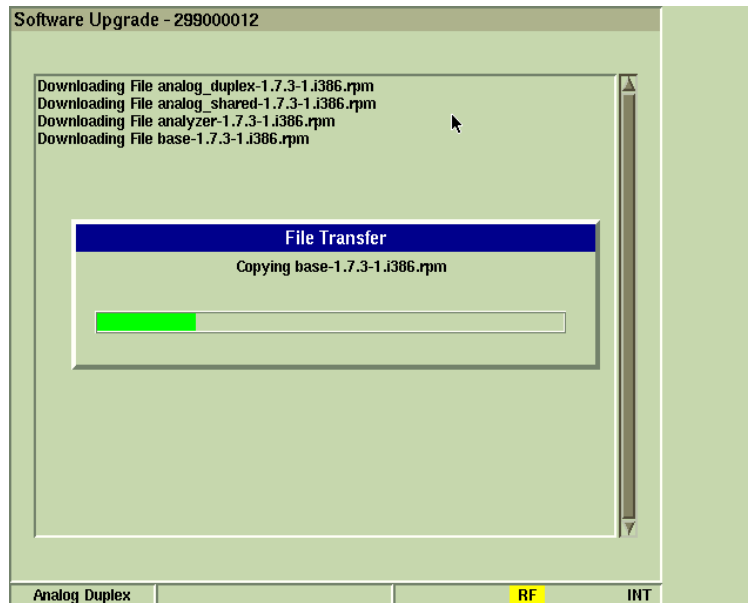 Software Upgrade - 299000012
Downloading File analog_duplex-1.7.3-1.i386.rpm
Downloading File analog_shared-1.7.3-1.i386.rpm
Downloading File analyzer-1.7.3-1.i386.rpm
Downloading File base-1.7.3-1.i386.rpm
File Transfer
Copying base-1.7.3-1.i386.rpm
Analog Duplex RF INT